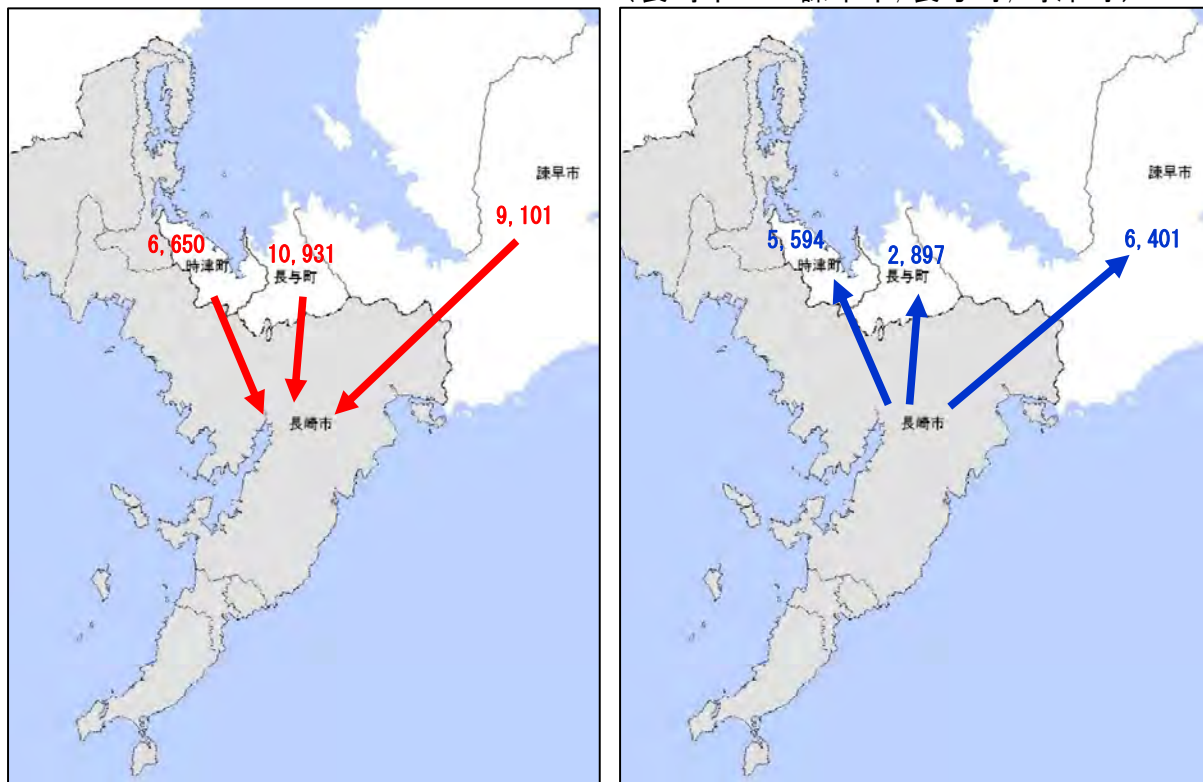 諫早市
9,101
6,650
10,931
時津町
長与町
長崎市
諫早市
6,401
5,594
2,897
時津町
長与町
長崎市